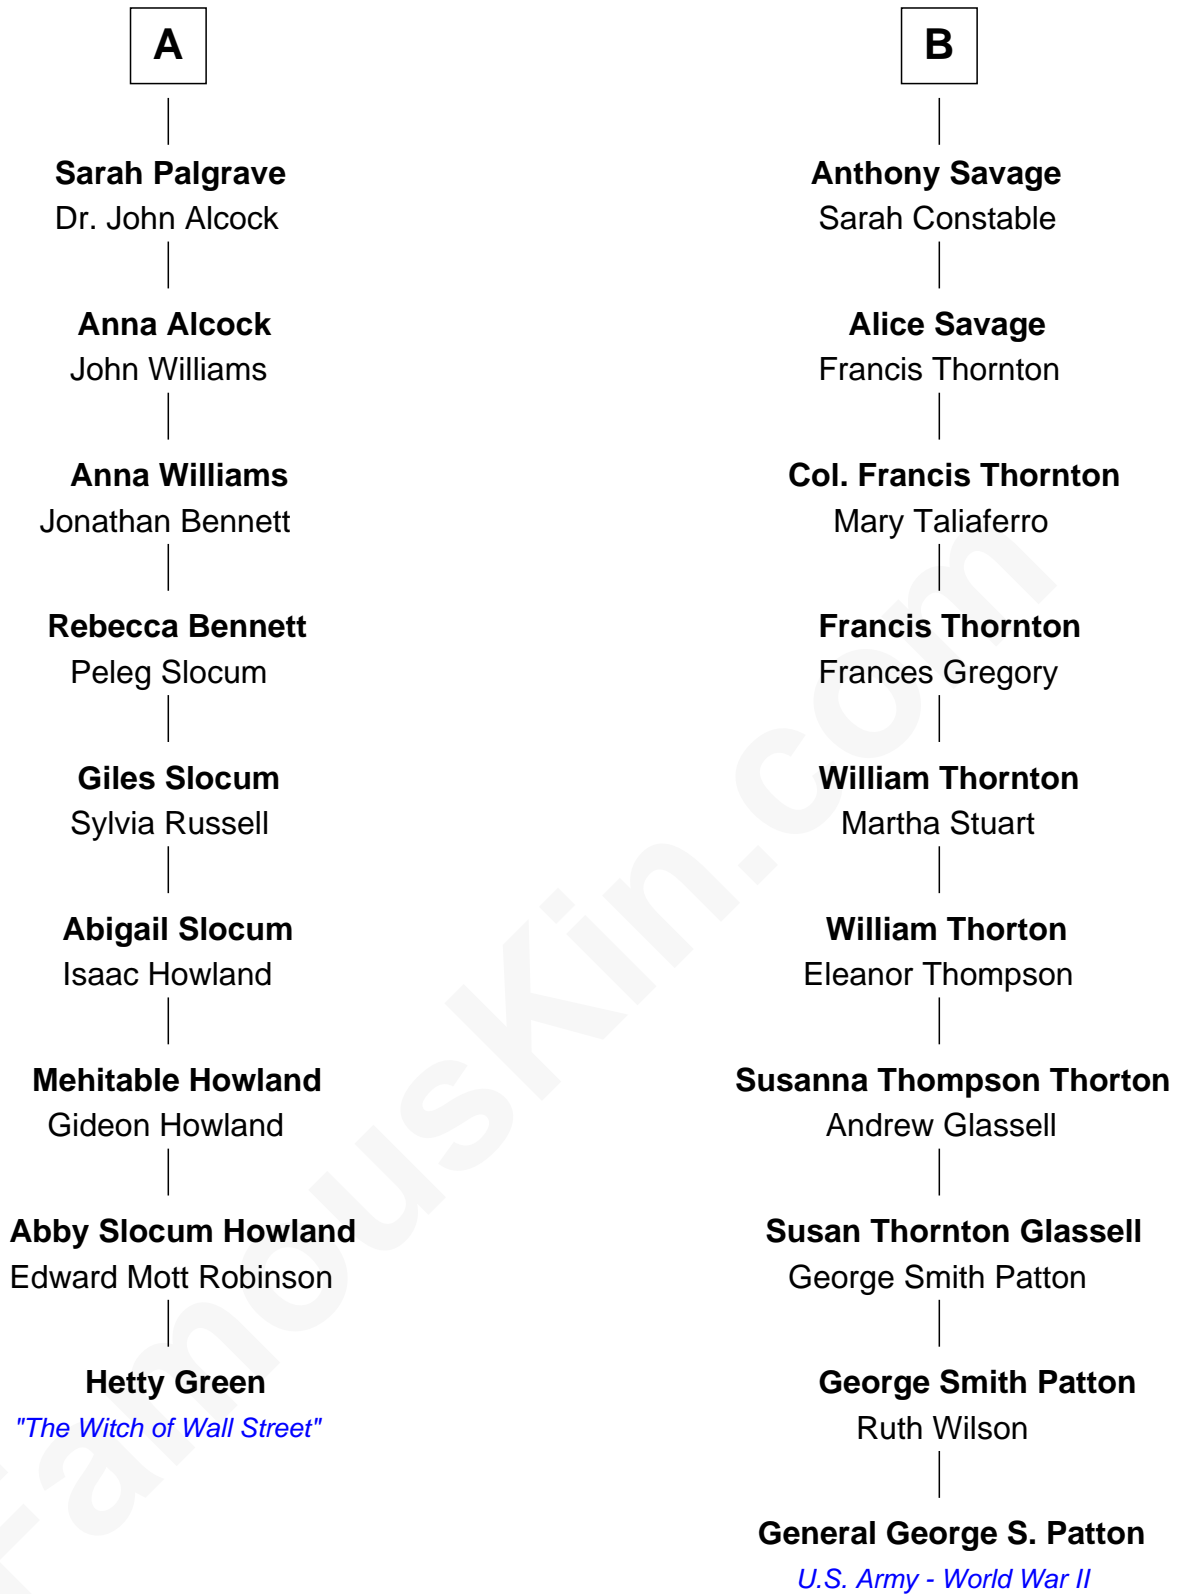 A
Sarah Palgrave
Dr. John Alcock
Anna Alcock
John Williams
Anna Williams
Jonathan Bennett
Rebecca Bennett
Peleg Slocum
Giles Slocum
Sylvia Russell
Abigail Slocum
Isaac Howland
Mehitable Howland
Gideon Howland
Abby Slocum Howland
Edward Mott Robinson
Hetty Green
"The Witch of Wall Street"
B
Anthony Savage
Sarah Constable
Alice Savage
Francis Thornton
Col. Francis Thornton
Mary Taliaferro
Francis Thornton
Frances Gregory
William Thornton
Martha Stuart
William Thorton
Eleanor Thompson
Susanna Thompson Thorton
Andrew Glassell
Susan Thornton Glassell
George Smith Patton
George Smith Patton
Ruth Wilson
General George S. Patton
U.S. Army - World War II
FamousKin.com